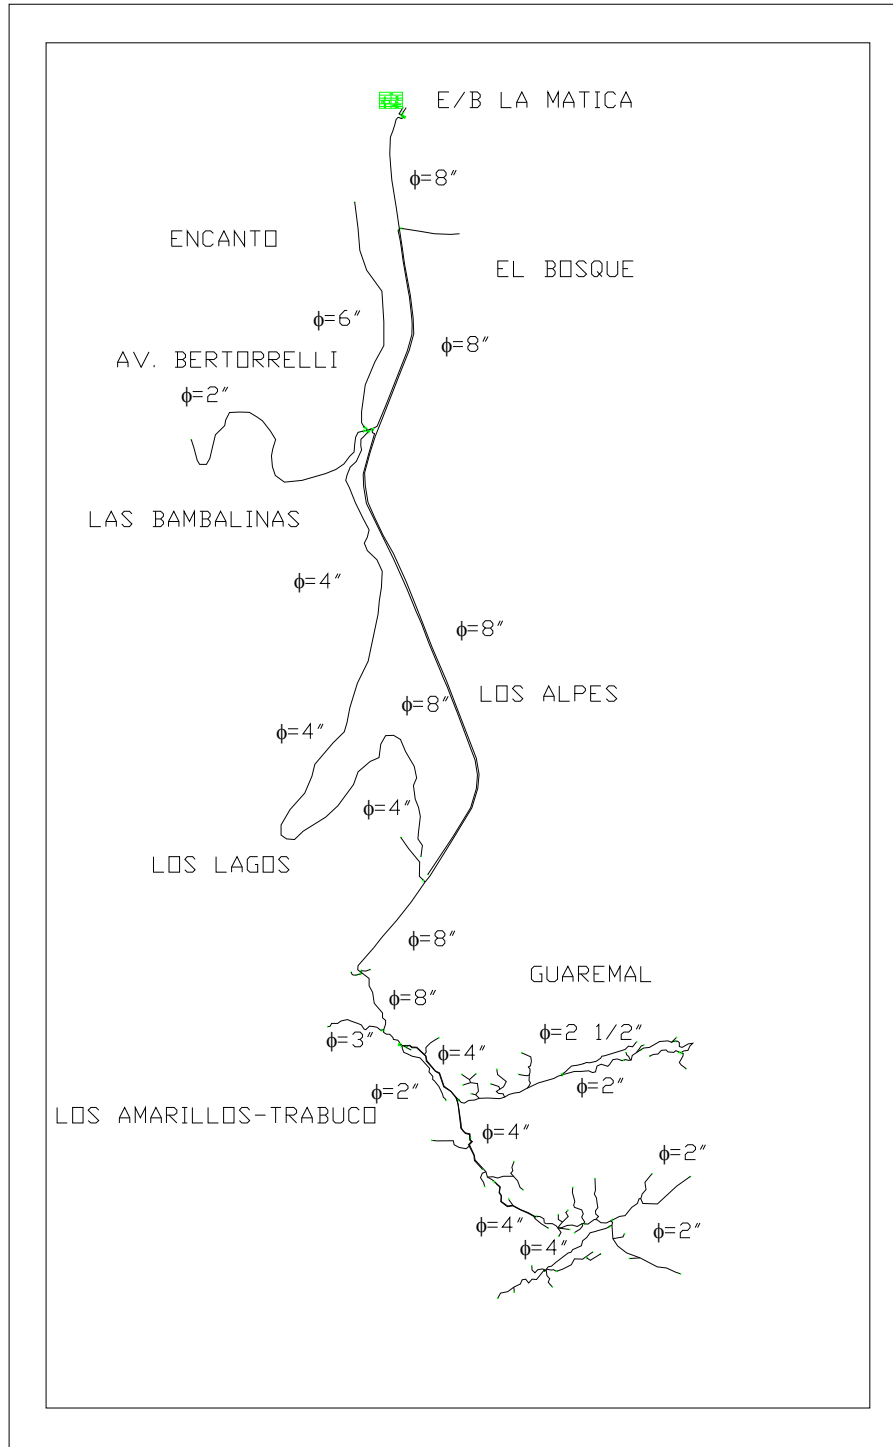 E/B LA MATICA
ϕ=8"
ENCANTO
EL BOSQUE
ϕ=6"
ϕ=8"
AV. BERTORRELLI
ϕ=2"
LAS BAMBALINAS
ϕ=4"
ϕ=8"
LOS ALPES
ϕ=8"
ϕ=4"
ϕ=4"
LOS LAGOS
ϕ=8"
GUAREMAL
ϕ=8"
ϕ=3"
ϕ=2 1/2"
ϕ=4"
ϕ=2"
ϕ=2"
LOS AMARILLOS-TRABUCO
ϕ=4"
ϕ=2"
ϕ=4"
ϕ=2"
ϕ=4"